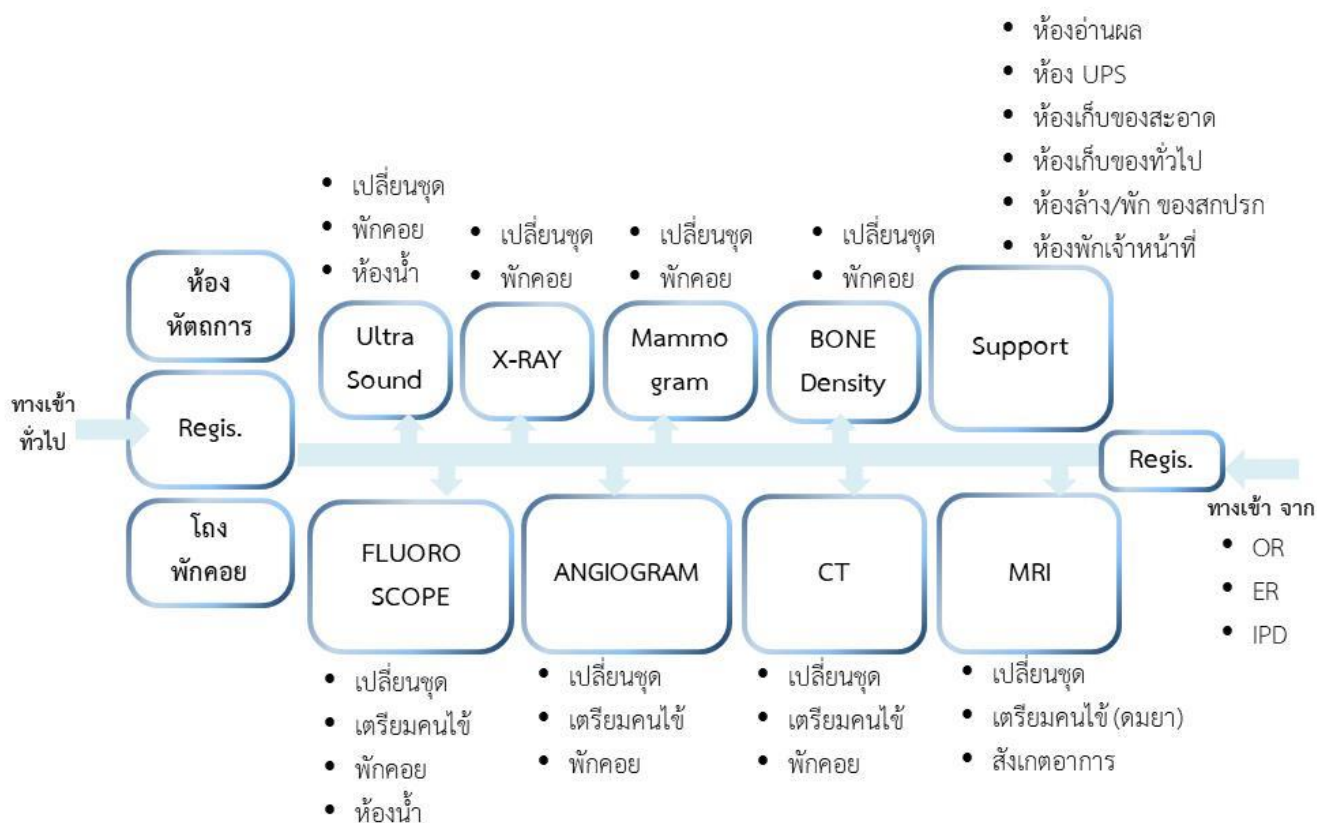 • ห้องอ่านผล
• ห้อง UPS
• ห้องเก็บของสะอาด
• ห้องเก็บของทั่วไป
• ห้องล้าง/พัก ของสกปรก
• ห้องพักเจ้าหน้าที่
• เปลี่ยนชุด
• พักคอย
• ห้องน้ำ
• เปลี่ยนชุด
• พักคอย
• เปลี่ยนชุด
• พักคอย
• เปลี่ยนชุด
• พักคอย
ห้อง
หัตถการ
Ultra
Sound
X-RAY
Mammo
gram
BONE
Density
Support
ทางเข้า
ทั่วไป
Regis.
Regis.
ทางเข้า จาก
• OR
• ER
• IPD
โถง
พักคอย
FLUORO
SCOPE
ANGIOGRAM
CT
MRI
• เปลี่ยนชุด
• เตรียมคนไข้
• พักคอย
• ห้องน้ำ
• เปลี่ยนชุด
• เตรียมคนไข้
• พักคอย
• เปลี่ยนชุด
• เตรียมคนไข้
• พักคอย
• เปลี่ยนชุด
• เตรียมคนไข้ (ดมยา)
• สังเกตอาการ